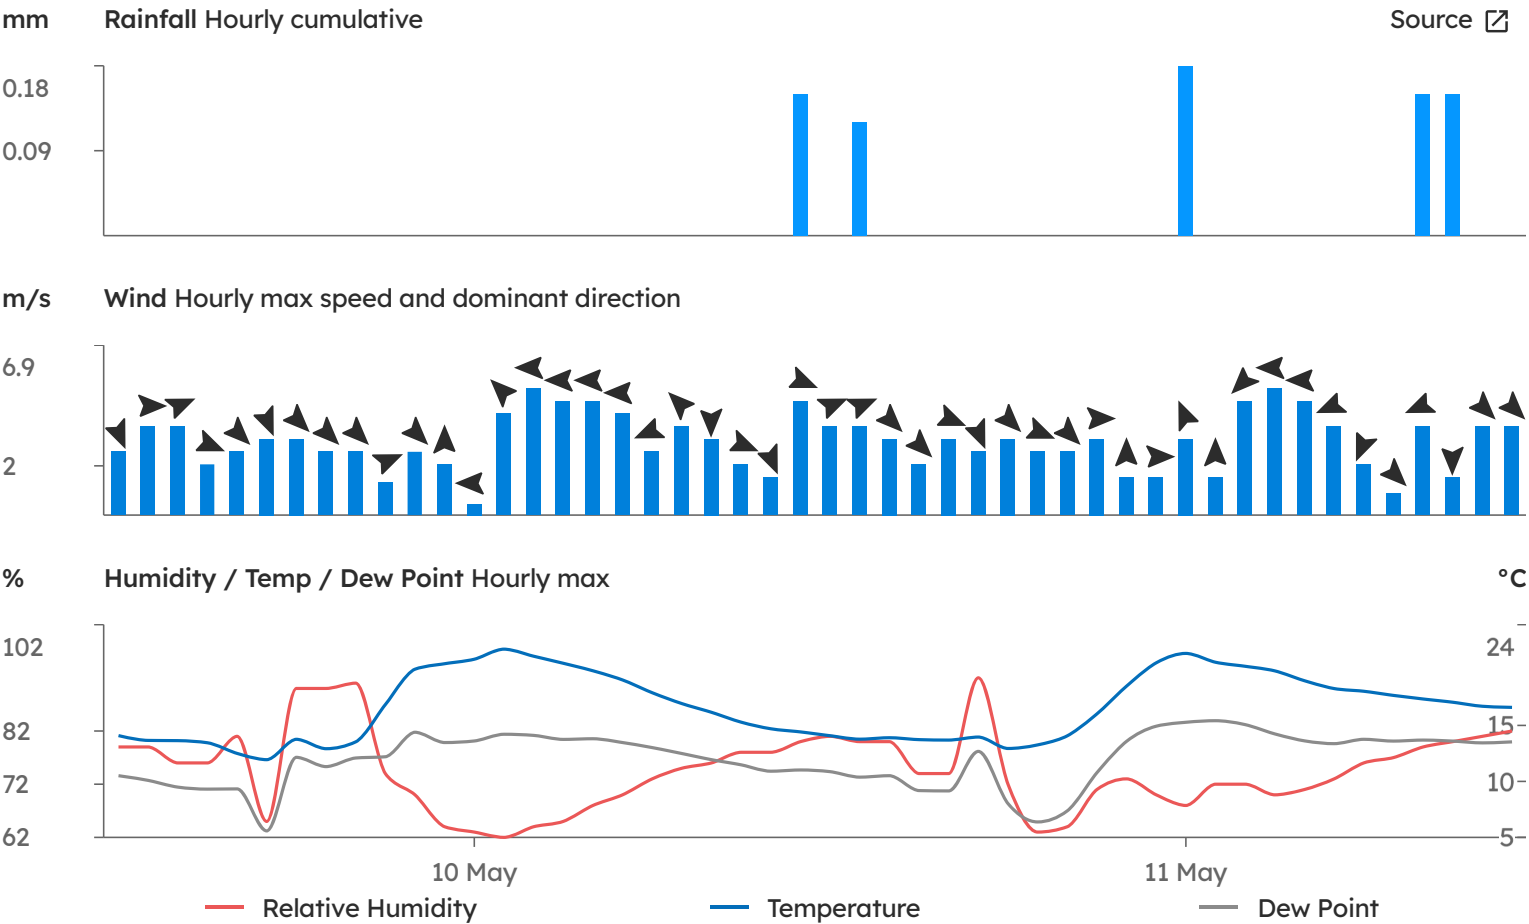 mm Rainfall Hourly cumulative Source
0.18
0.09
m/s Wind Hourly max speed and dominant direction
6.9
2
% Humidity / Temp / Dew Point Hourly max °C
102 24
82 15
72 10
62 5
10 May 11 May
Relative Humidity Temperature Dew Point